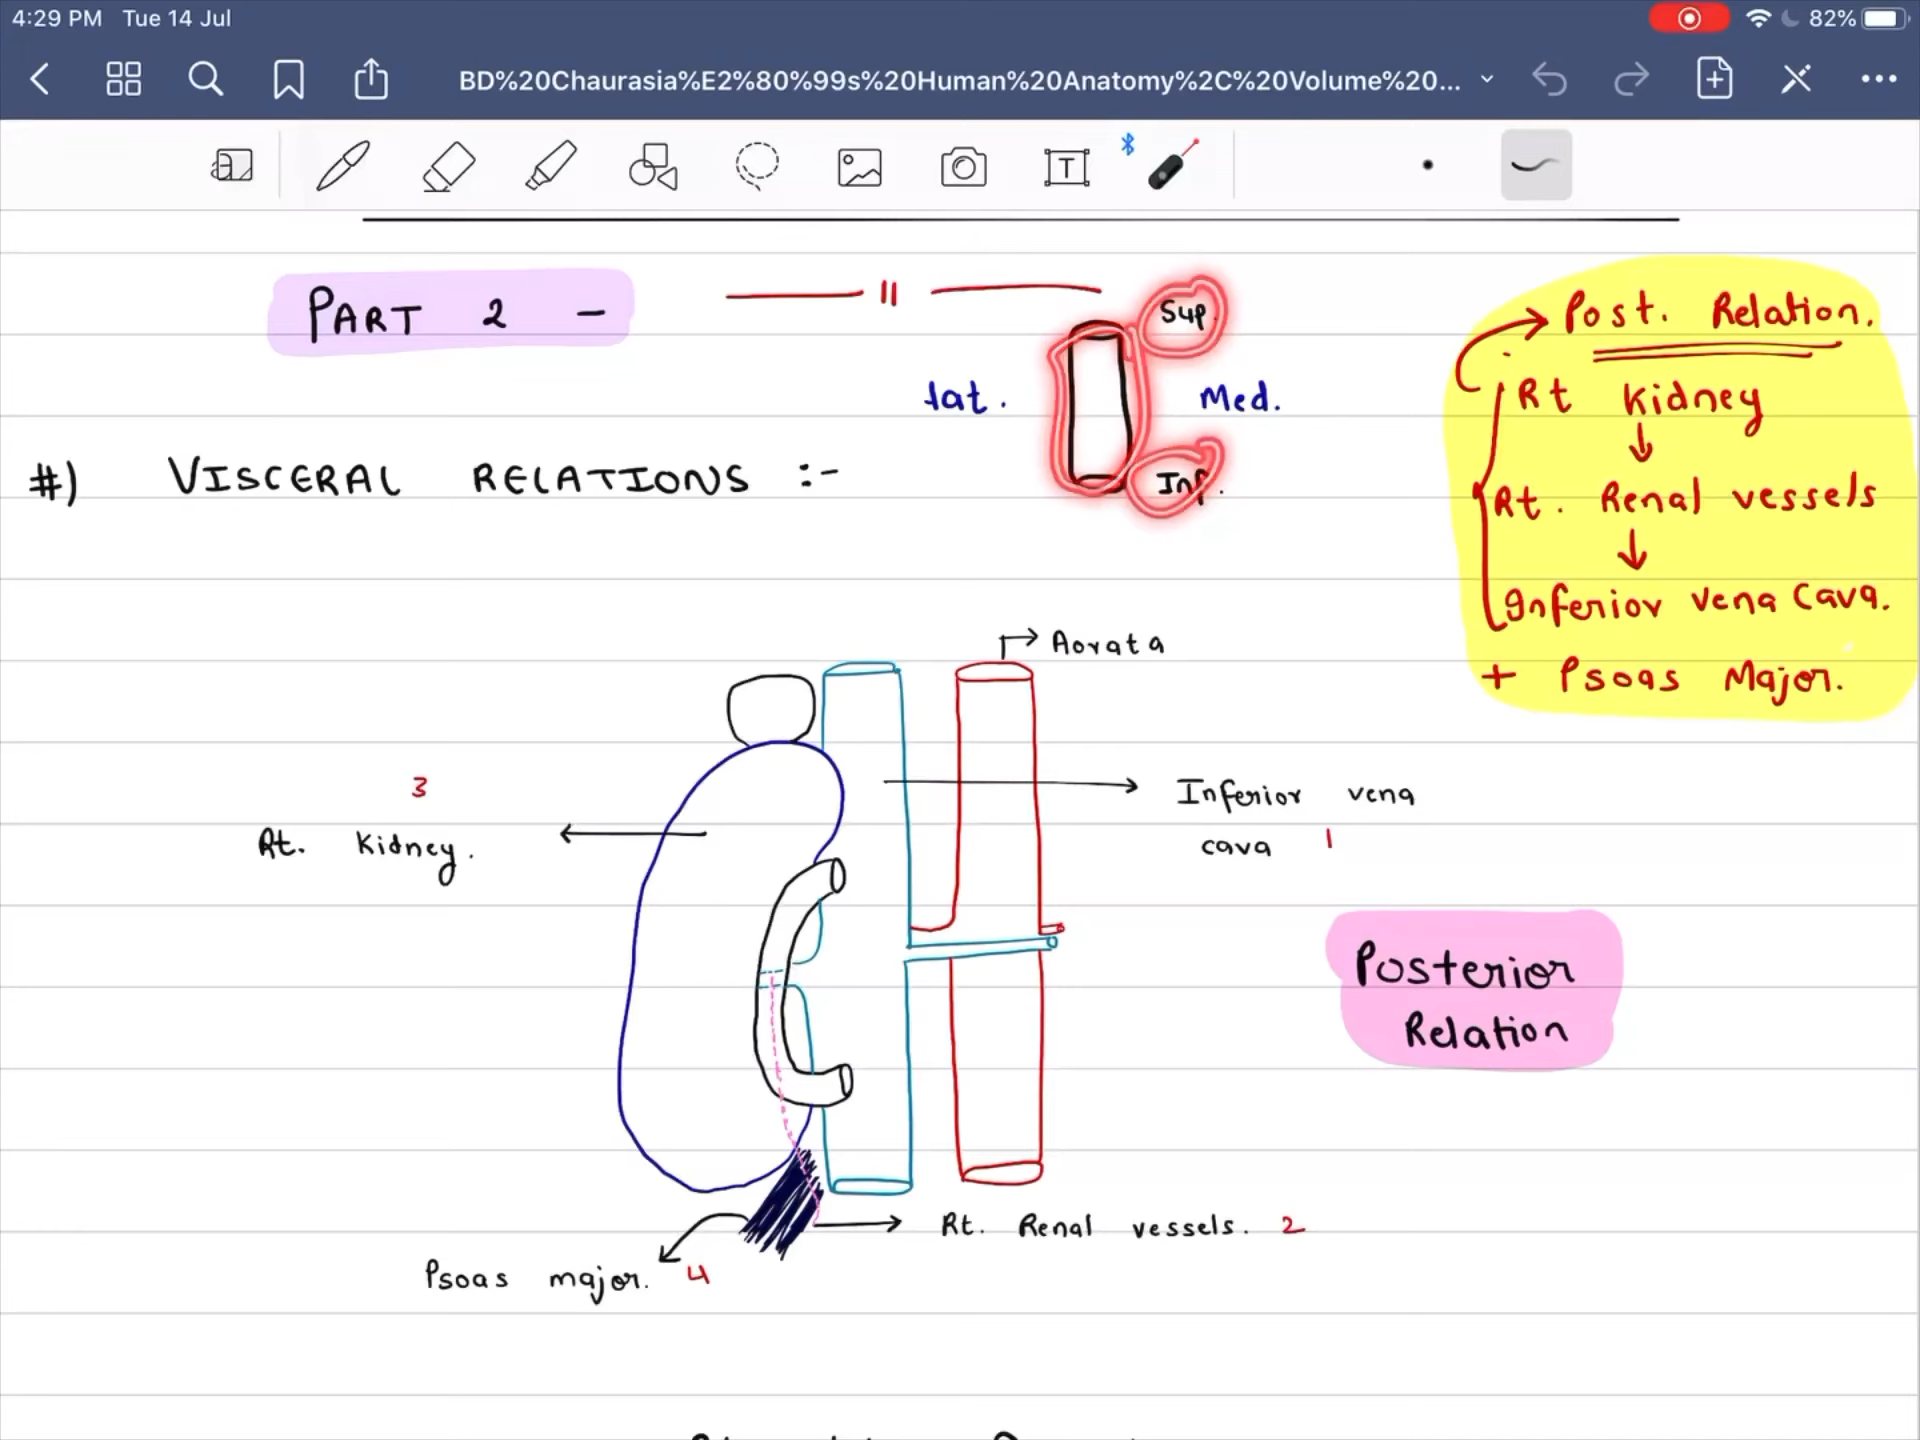 4:29 PM Tue 14 Jul
82%
BD%20Chaurasia%E2%80%99s%20Human%20Anatomy%2C%20Volume%20...
a
T
PART 2 -
11
Sup.
lat.
Med.
Inf.
Post. Relation.
Rt Kidney
↓
Rt. Renal vessels
↓
Inferior vena Cava.
+ Psoas Major.
#) VISCERAL RELATIONS :-
Aorata
3
Rt. Kidney.
Inferior vena
cava 1
Posterior
Relation
Rt. Renal vessels. 2
Psoas major. 4